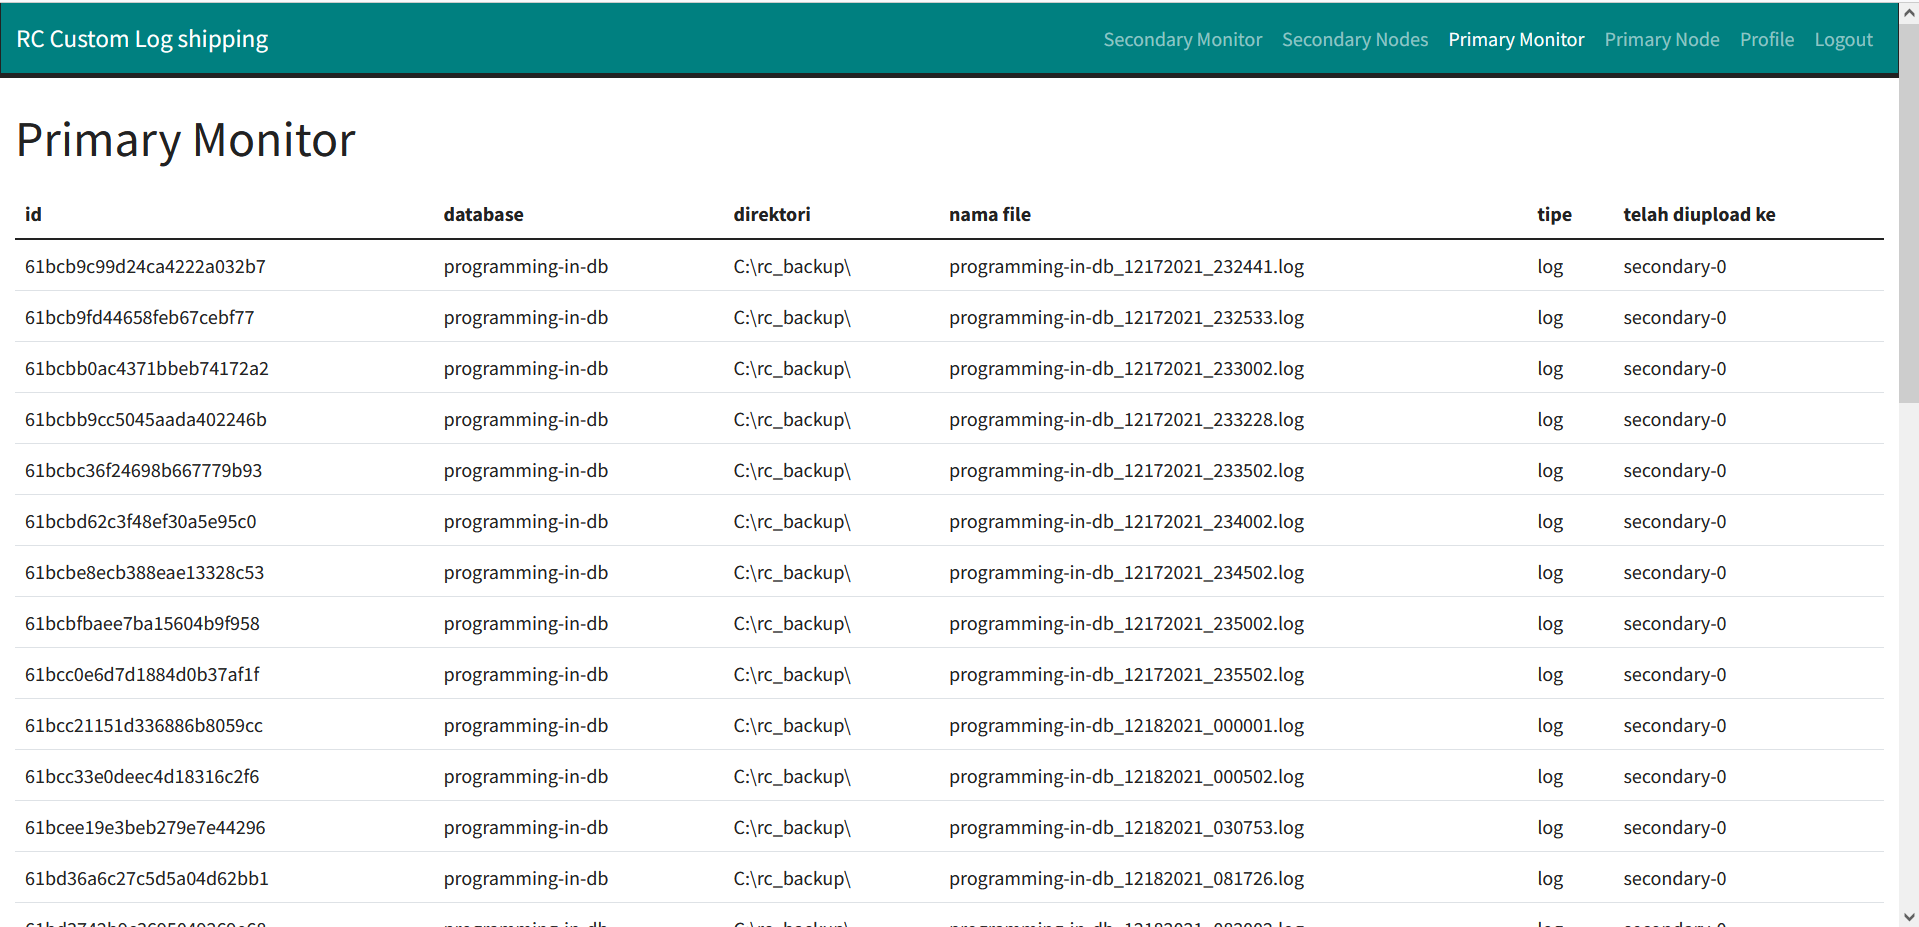 RC Custom Log shipping Secondary Monitor Secondary Nodes Primary Monitor Primary Node Profile Logout
Primary Monitor
id database direktori nama file tipe telah diupload ke
61bcb9c99d24ca4222a032b7 programming-in-db C:\rc_backup\ programming-in-db_12172021_232441.log log secondary-0
61bcb9fd44658feb67cebf77 programming-in-db C:\rc_backup\ programming-in-db_12172021_232533.log log secondary-0
61bcbb0ac4371bbeb74172a2 programming-in-db C:\rc_backup\ programming-in-db_12172021_233002.log log secondary-0
61bcbb9cc5045aada402246b programming-in-db C:\rc_backup\ programming-in-db_12172021_233228.log log secondary-0
61bcbc36f24698b667779b93 programming-in-db C:\rc_backup\ programming-in-db_12172021_233502.log log secondary-0
61bcbd62c3f48ef30a5e95c0 programming-in-db C:\rc_backup\ programming-in-db_12172021_234002.log log secondary-0
61bcbe8ecb388eae13328c53 programming-in-db C:\rc_backup\ programming-in-db_12172021_234502.log log secondary-0
61bcbfbaee7ba15604b9f958 programming-in-db C:\rc_backup\ programming-in-db_12172021_235002.log log secondary-0
61bcc0e6d7d1884d0b37af1f programming-in-db C:\rc_backup\ programming-in-db_12172021_235502.log log secondary-0
61bcc21151d336886b8059cc programming-in-db C:\rc_backup\ programming-in-db_12182021_000001.log log secondary-0
61bcc33e0deec4d18316c2f6 programming-in-db C:\rc_backup\ programming-in-db_12182021_000502.log log secondary-0
61bcee19e3beb279e7e44296 programming-in-db C:\rc_backup\ programming-in-db_12182021_030753.log log secondary-0
61bd36a6c27c5d5a04d62bb1 programming-in-db C:\rc_backup\ programming-in-db_12182021_081726.log log secondary-0
programming-in-db C:\rc_backup\ log secondary-0